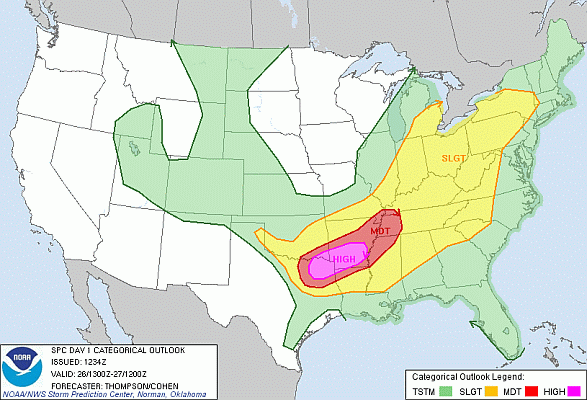 SLGT
MDT
HIGH
NOAA
SPC DAY 1 CATEGORICAL OUTLOOK
ISSUED: 1234Z
VALID: 26/1300Z-27/1200Z
FORECASTER: THOMPSON/COHEN
NOAA/NWS Storm Prediction Center, Norman, Oklahoma
Categorical Outlook Legend:
TSTM SLGT MDT HIGH